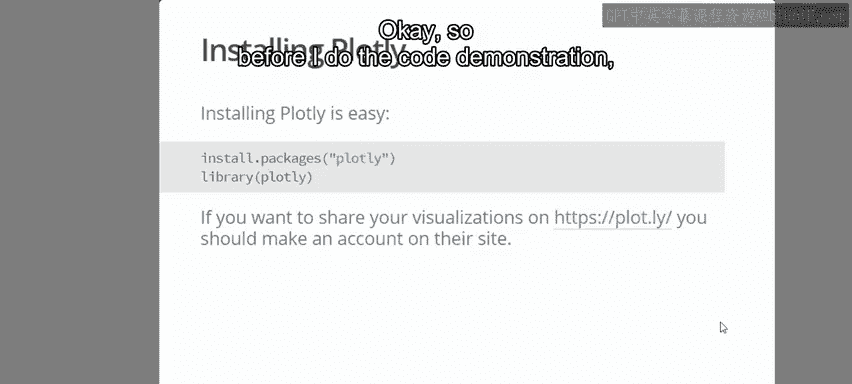 Okay, so
before I do the code demonstration,
Installing Plotly
Installing Plotly is easy:
install.packages("plotly")
library(plotly)
If you want to share your visualizations on https://plot.ly/ you
should make an account on their site.